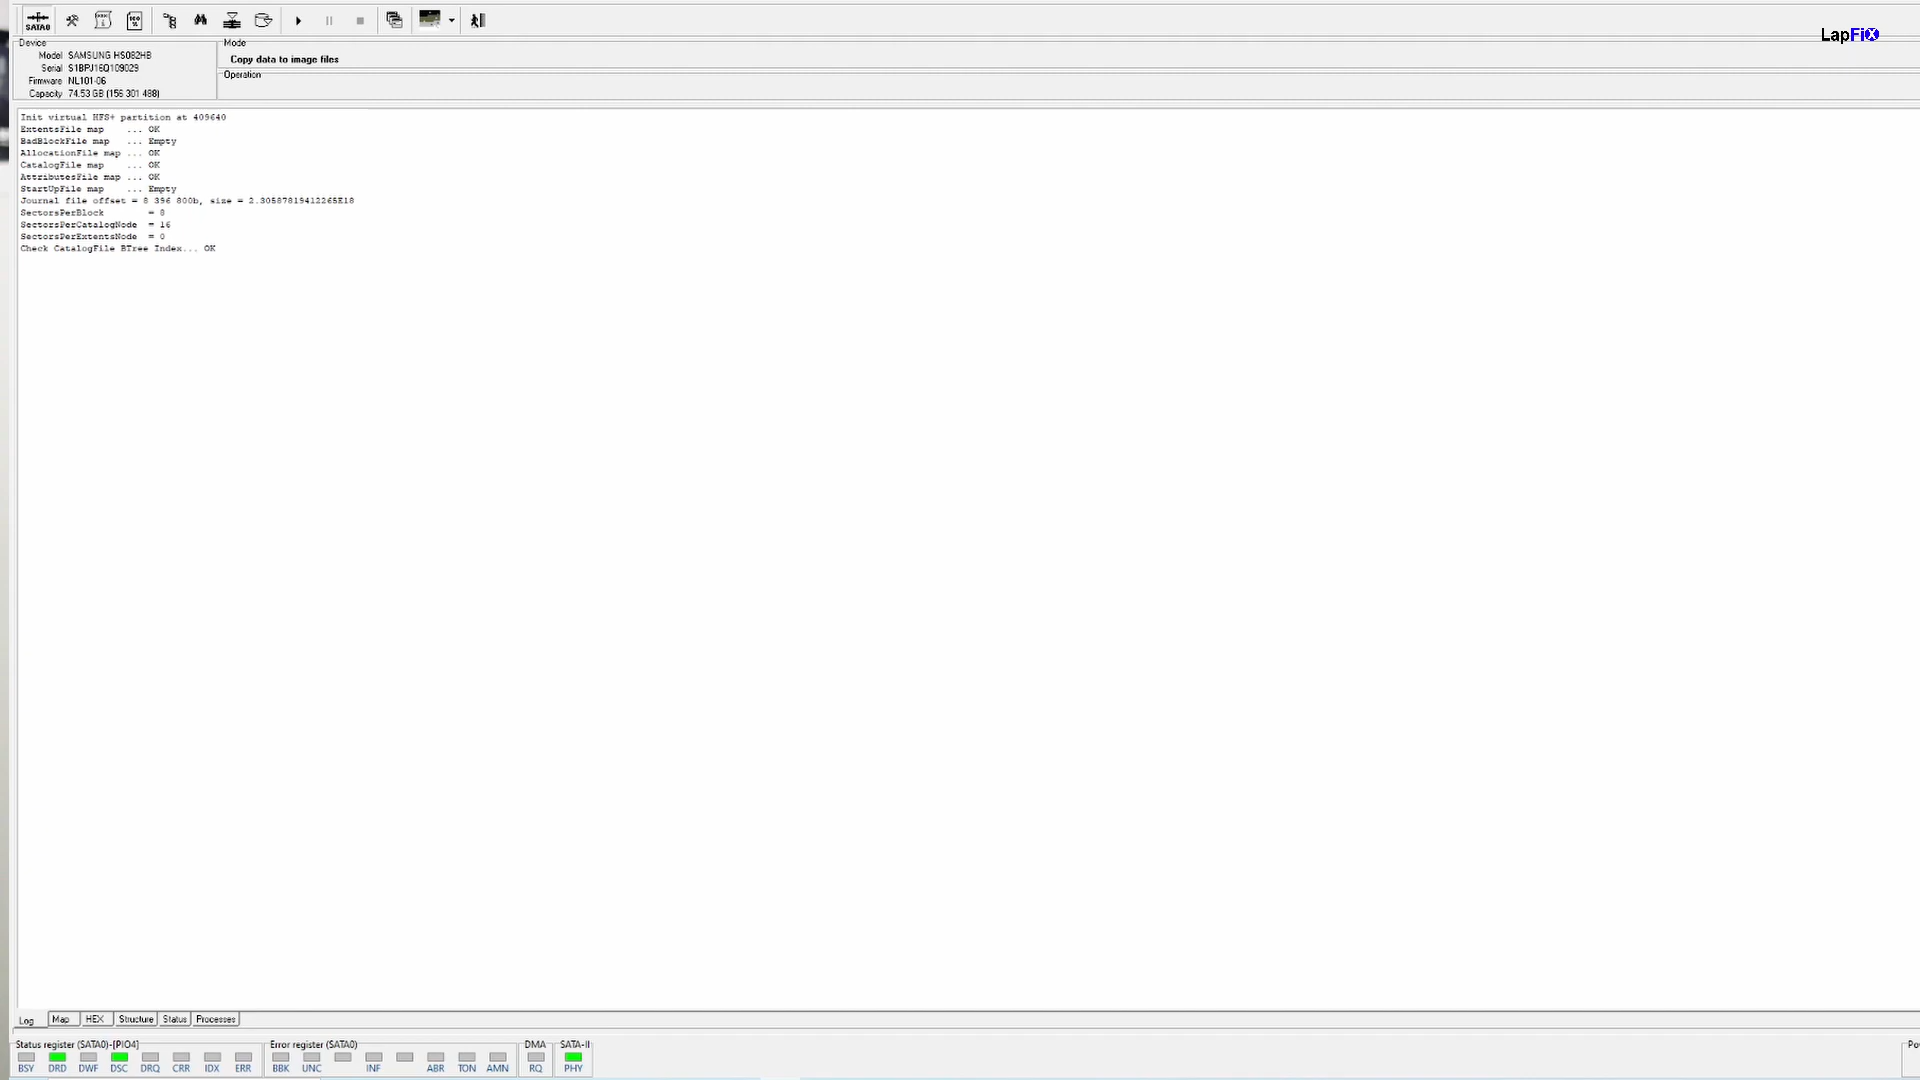 SATA0
LapFix
Device
Model SAMSUNG HS082HB
Serial S1BPJ16Q109029
Firmware NL101-06
Capacity 74.53 GB (156 301 488)
Mode
Copy data to image files
Operation
Init virtual HFS+ partition at 409640
ExtentsFile map ... OK
BadBlockFile map ... Empty
AllocationFile map ... OK
CatalogFile map ... OK
AttributesFile map ... OK
StartUpFile map ... Empty
Journal file offset = 8 396 800b, size = 2.30587819412265E18
SectorsPerBlock = 8
SectorsPerCatalogNode = 16
SectorsPerExtentsNode = 0
Check CatalogFile BTree Index... OK
Log Map HEX Structure Status Processes
Status register (SATA0)-[PIO4] Error register (SATA0) DMA SATA-II Po
BSY DRD DWF DSC DRQ CRR IDX ERR BBK UNC INF ABR TON AMN RQ PHY